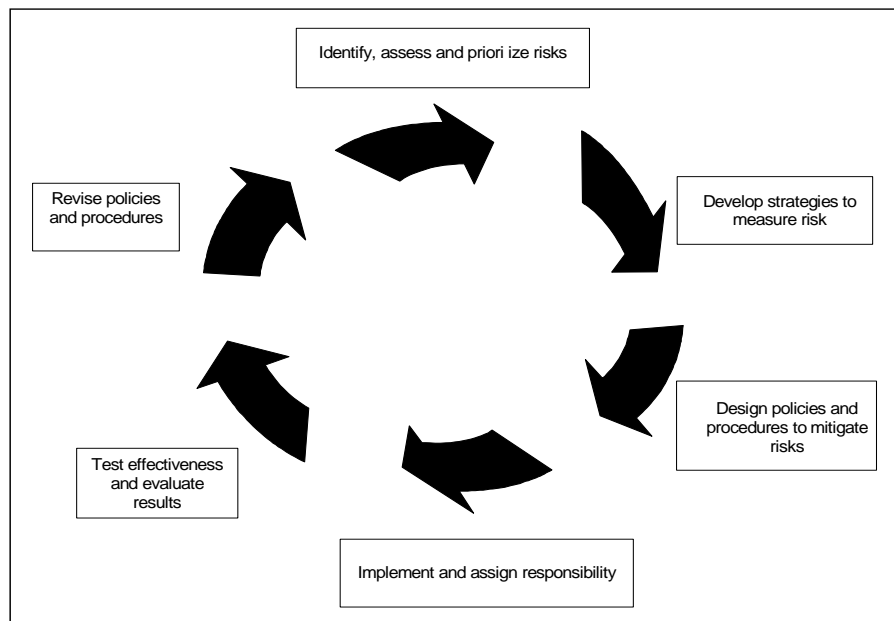 Identify, assess and priori ize risks
Develop strategies to
measure risk
Design policies and
procedures to mitigate
risks
Implement and assign responsibility
Test effectiveness
and evaluate
results
Revise policies
and procedures